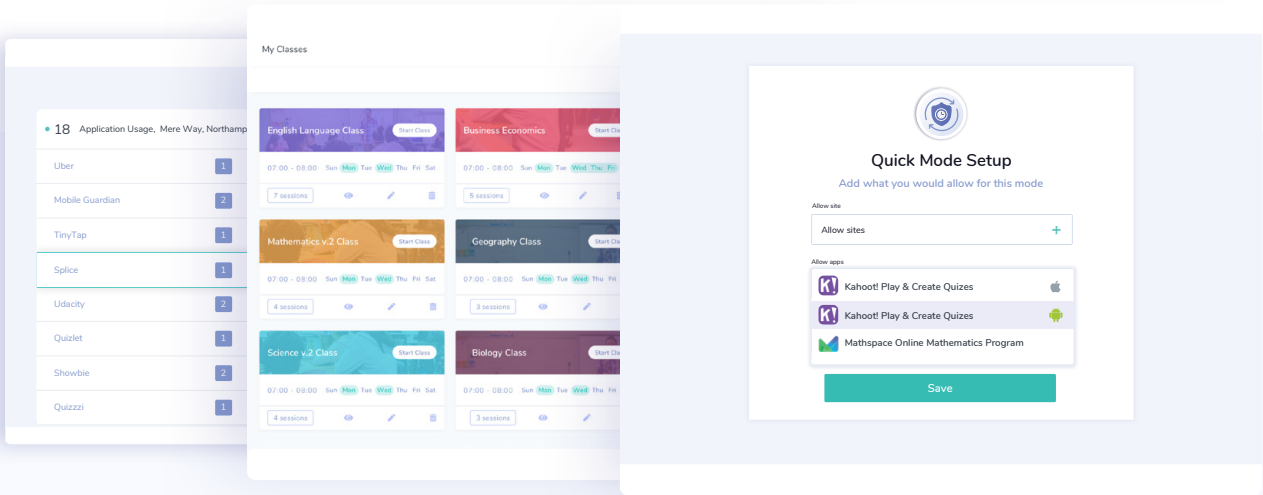 18 Application Usage, Mere Way, Northamp
Uber 1
Mobile Guardian 2
TinyTap 1
Splice 1
Udacity 2
Quizlet 1
Showbie 2
Quizzzi 1
My Classes
English Language Class Start Class
07:00 - 08:00 Sun Mon Tue Wed Thu Fri Sat
7 sessions
Business Economics Start Cla
07:00 - 08:00 Sun Mon Tue Wed Thu Fri
5 sessions
Mathematics v.2 Class Start Class
07:00 - 08:00 Sun Mon Tue Wed Thu Fri Sat
4 sessions
Geography Class Start Cla
07:00 - 08:00 Sun Mon Tue Wed Thu Fri
3 sessions
Science v.2 Class Start Class
07:00 - 08:00 Sun Mon Tue Wed Thu Fri Sat
4 sessions
Biology Class Start Cla
07:00 - 08:00 Sun Mon Tue Wed Thu Fri
3 sessions
Quick Mode Setup
Add what you would allow for this mode
Allow site
Allow sites +
Allow apps
K! Kahoot! Play & Create Quizes
K! Kahoot! Play & Create Quizes
Mathspace Online Mathematics Program
Save